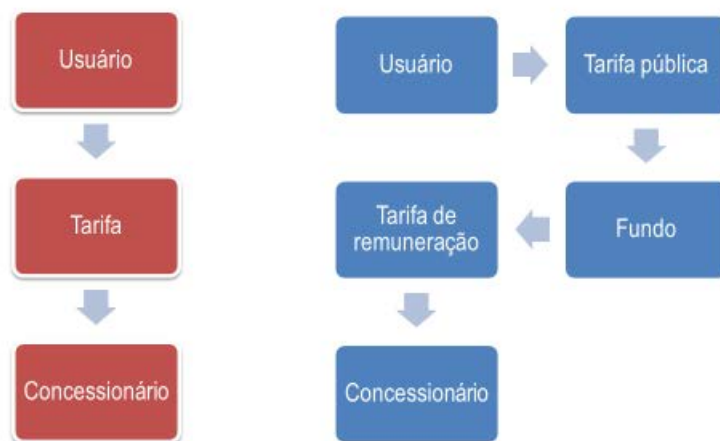 Usuário
Tarifa
Concessionário
Usuário
Tarifa pública
Fundo
Tarifa de
remuneração
Concessionário